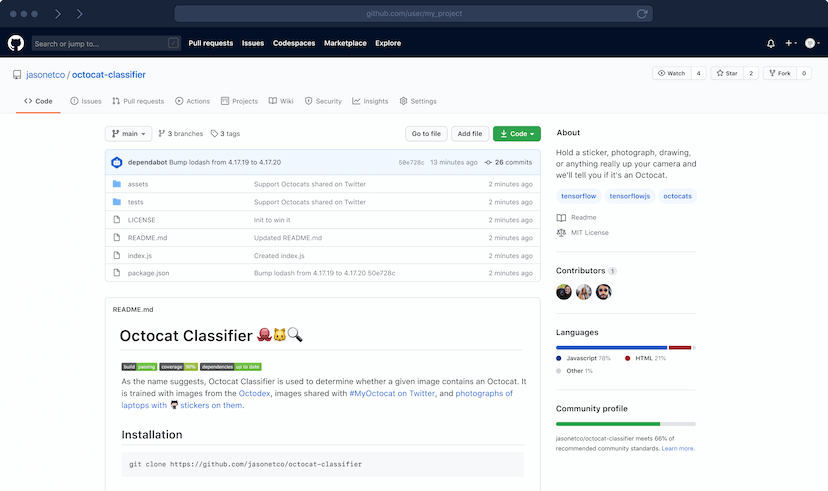 github.com/user/my_project
Search or jump to...
Pull requests
Issues
Codespaces
Marketplace
Explore
jasonetco / octocat-classifier
Watch 4
Star 2
Fork 0
Code
Issues
Pull requests
Actions
Projects
Wiki
Security
Insights
Settings
main
3 branches
3 tags
Go to file
Add file
Code
dependabot Bump lodash from 4.17.19 to 4.17.20 50e728c 13 minutes ago 26 commits
assets Support Octocats shared on Twitter 2 minutes ago
tests Support Octocats shared on Twitter 2 minutes ago
LICENSE Init to win it 2 minutes ago
README.md Updated README.md 2 minutes ago
index.js Created index.js 2 minutes ago
package.json Bump lodash from 4.17.19 to 4.17.20 50e728c 2 minutes ago
README.md
Octocat Classifier
build passing
coverage 90%
dependencies up to date
As the name suggests, Octocat Classifier is used to determine whether a given image contains an Octocat. It
is trained with images from the Octodex, images shared with #MyOctocat on Twitter, and photographs of
laptops with stickers on them.
Installation
git clone https://github.com/jasonetco/octocat-classifier
About
Hold a sticker, photograph, drawing,
or anything really up your camera and
we'll tell you if it's an Octocat.
tensorflow
tensorflowjs
octocats
Readme
MIT License
Contributors 1
Languages
Javascript 78%
HTML 21%
Other 1%
Community profile
jasonetco/octocat-classifier meets 66% of
recommended community standards. Learn more.